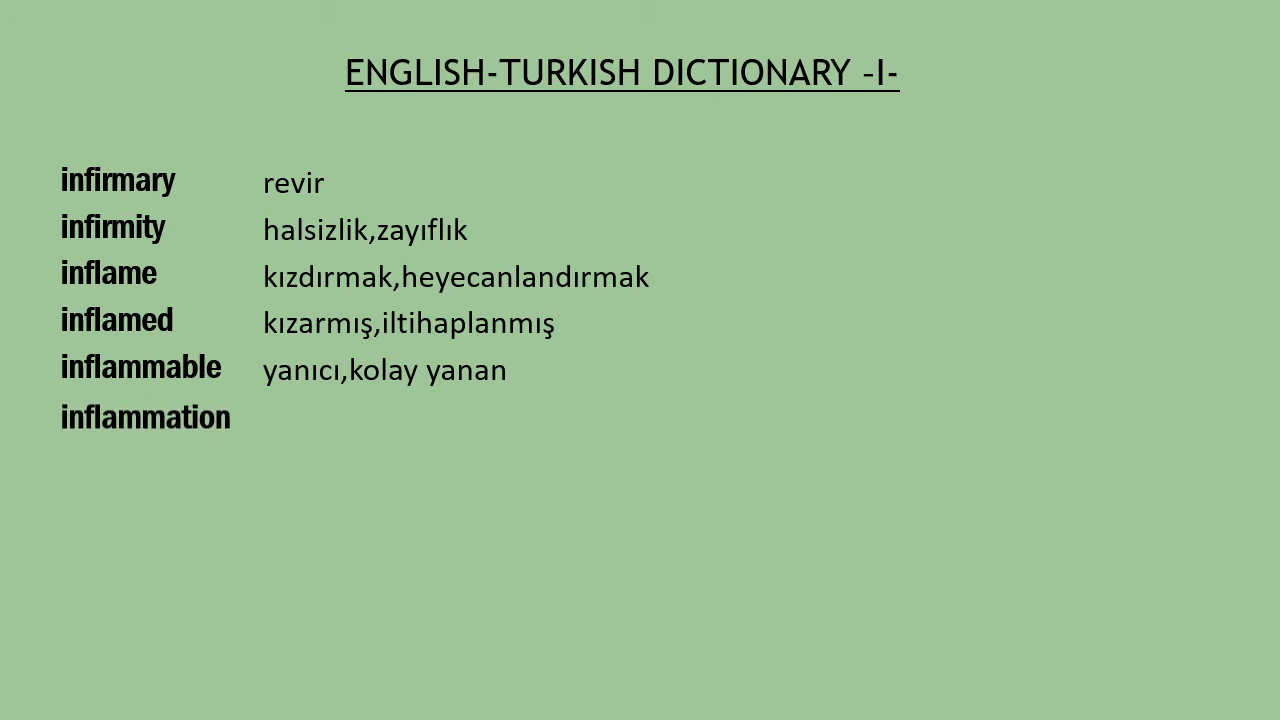 ENGLISH-TURKISH DICTIONARY –I-
infirmary revir
infirmity halsizlik,zayıflık
inflame kızdırmak,heyecanlandırmak
inflamed kızarmış,iltihaplanmış
inflammable yanıcı,kolay yanan
inflammation